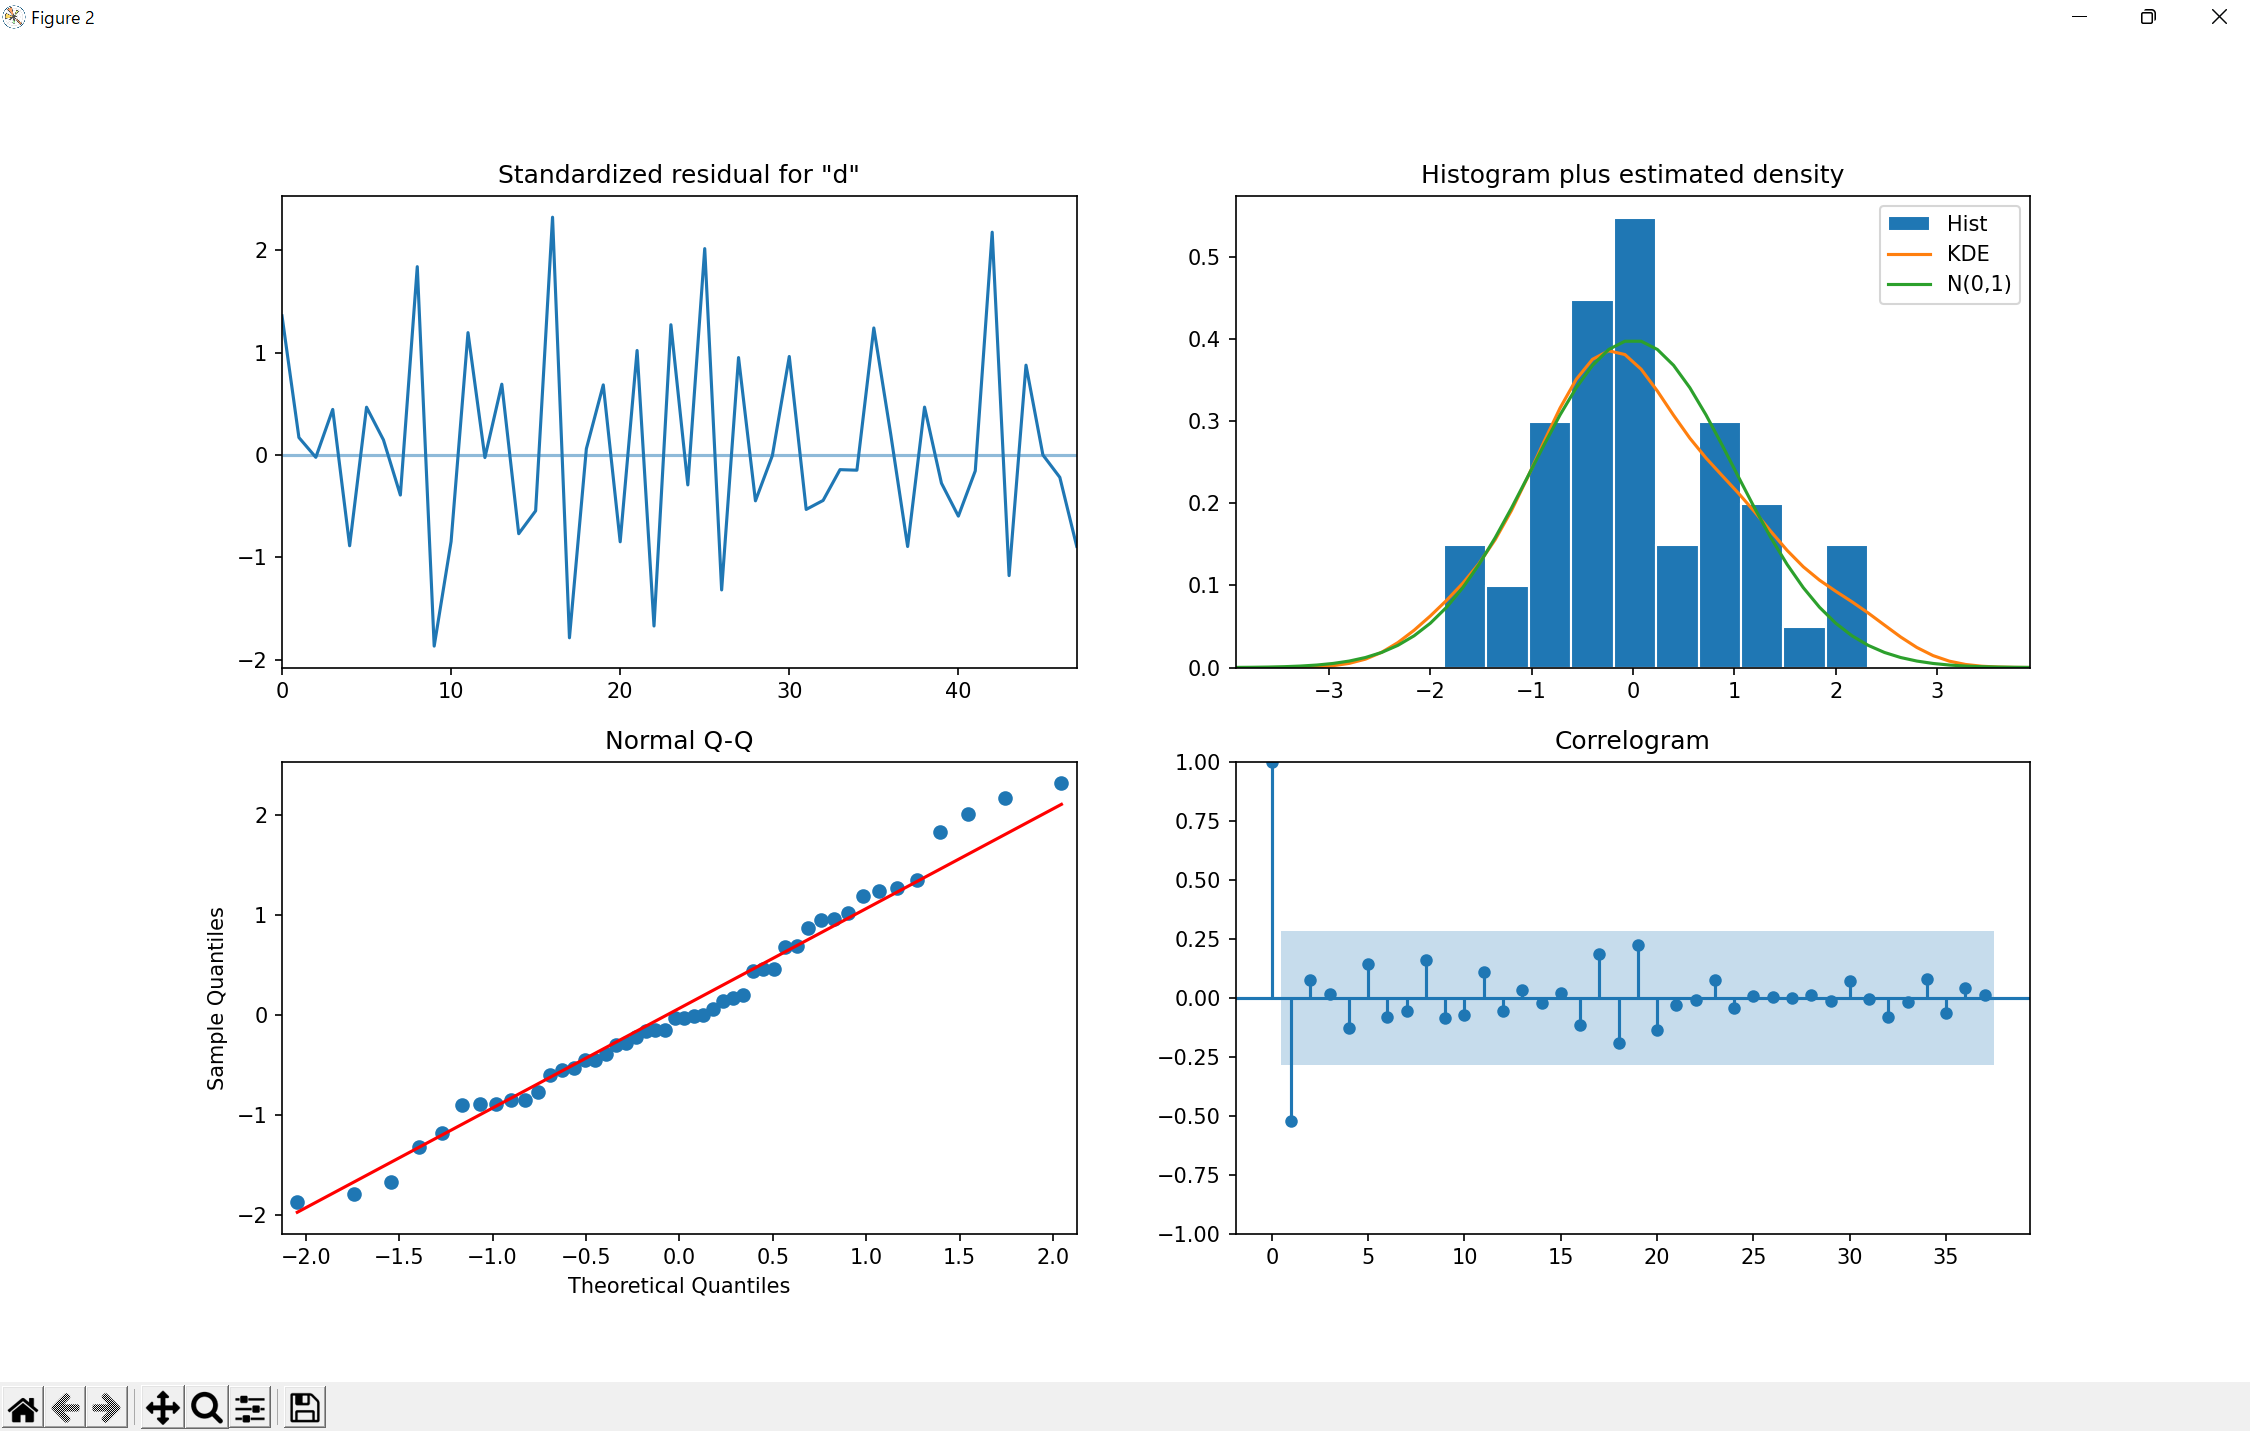 Figure 2
Standardized residual for "d"
2
1
0
−1
−2
0 10 20 30 40
Histogram plus estimated density
Hist
KDE
N(0,1)
0.5
0.4
0.3
0.2
0.1
0.0
−3 −2 −1 0 1 2 3
Normal Q-Q
Sample Quantiles
2
1
0
−1
−2
−2.0 −1.5 −1.0 −0.5 0.0 0.5 1.0 1.5 2.0
Theoretical Quantiles
Correlogram
1.00
0.75
0.50
0.25
0.00
−0.25
−0.50
−0.75
−1.00
0 5 10 15 20 25 30 35